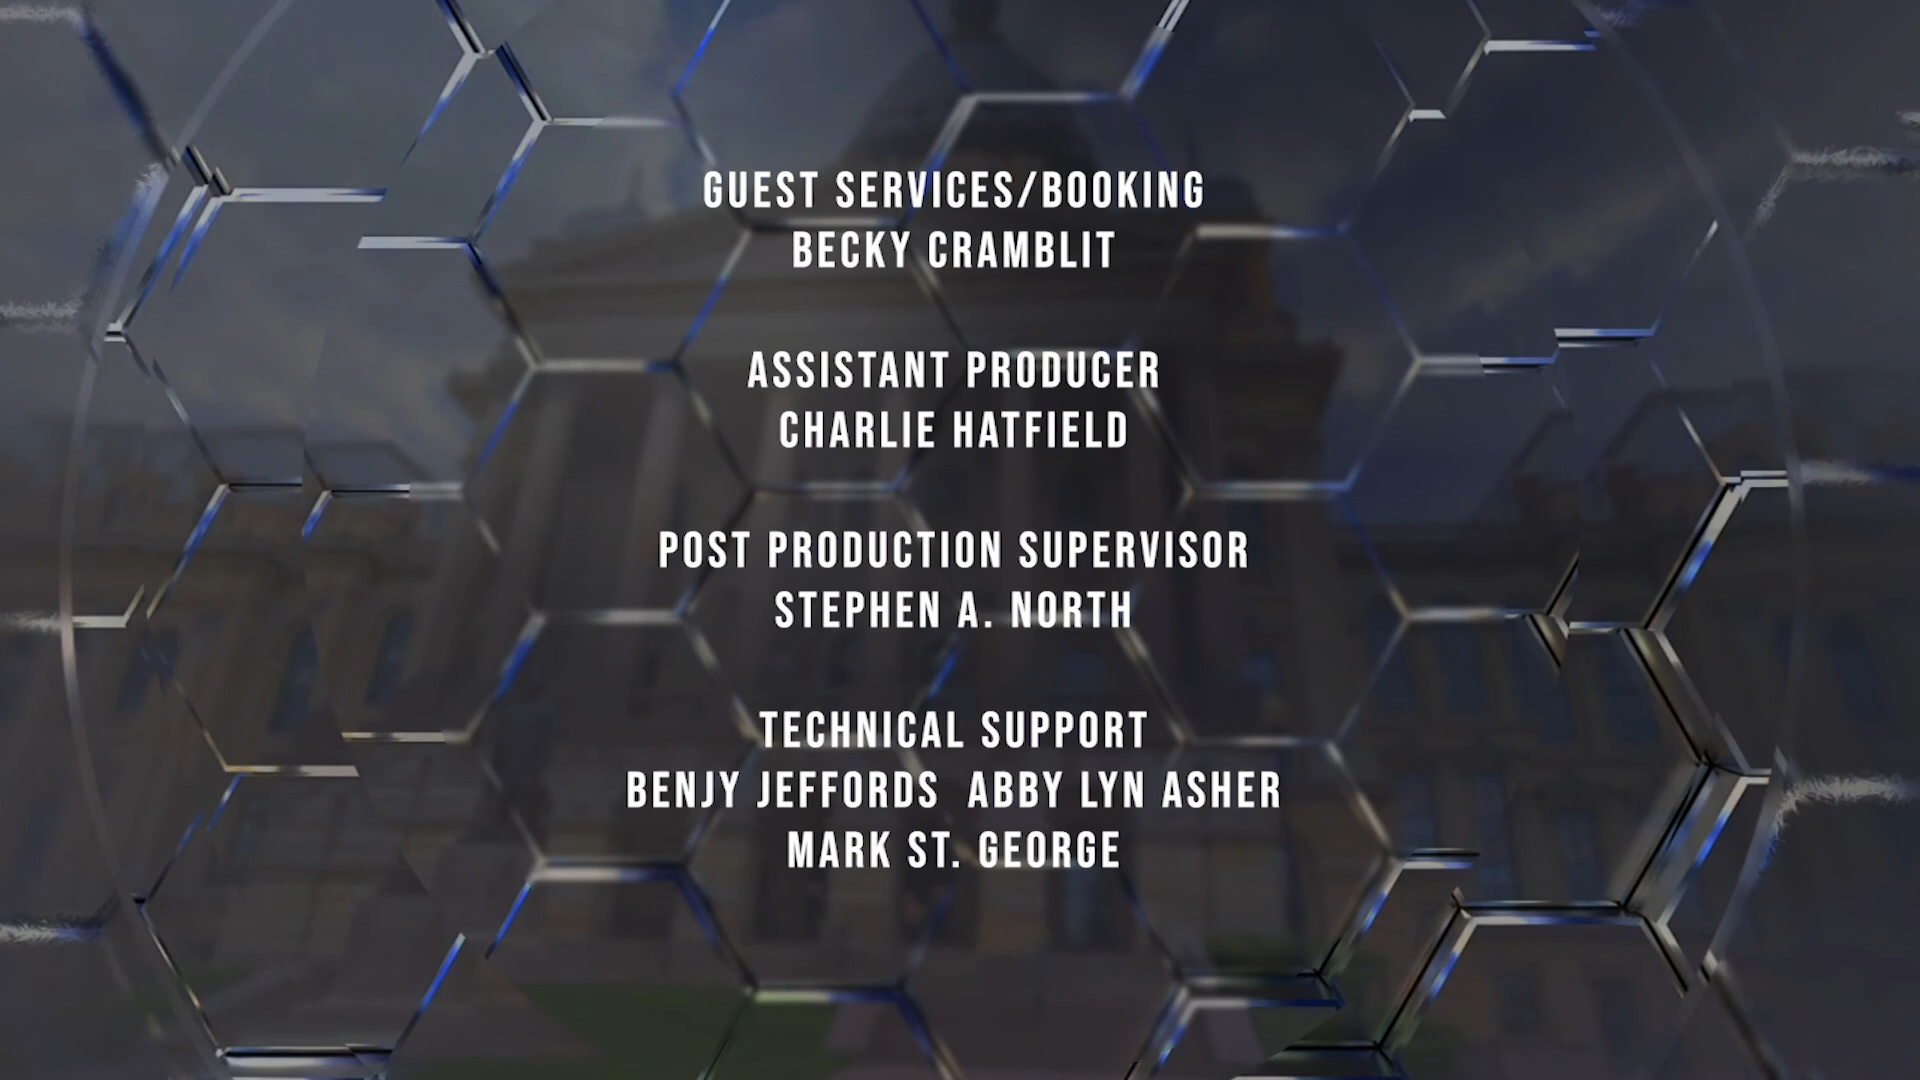 GUEST SERVICES/BOOKING
BECKY CRAMBLIT
ASSISTANT PRODUCER
CHARLIE HATFIELD
POST PRODUCTION SUPERVISOR
STEPHEN A. NORTH
TECHNICAL SUPPORT
BENJY JEFFORDS  ABBY LYN ASHER
MARK ST. GEORGE